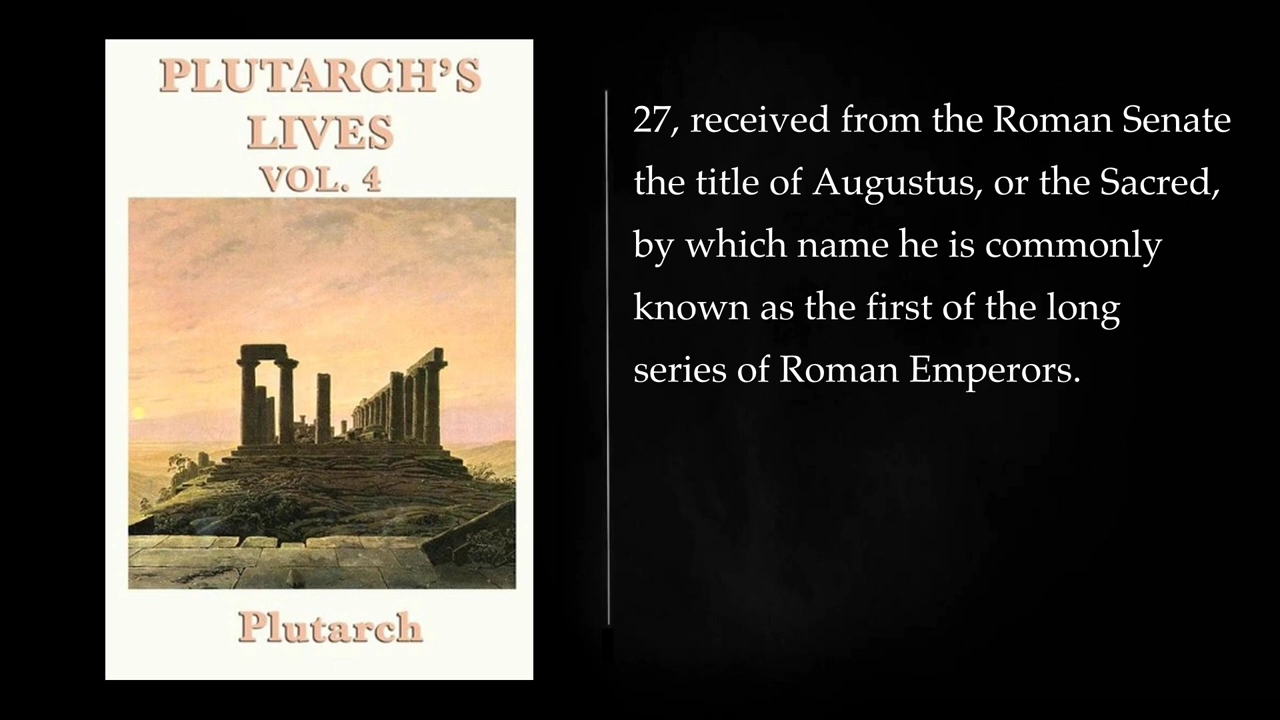 PLUTARCH'S
LIVES
VOL. 4
Plutarch
27, received from the Roman Senate
the title of Augustus, or the Sacred,
by which name he is commonly
known as the first of the long
series of Roman Emperors.